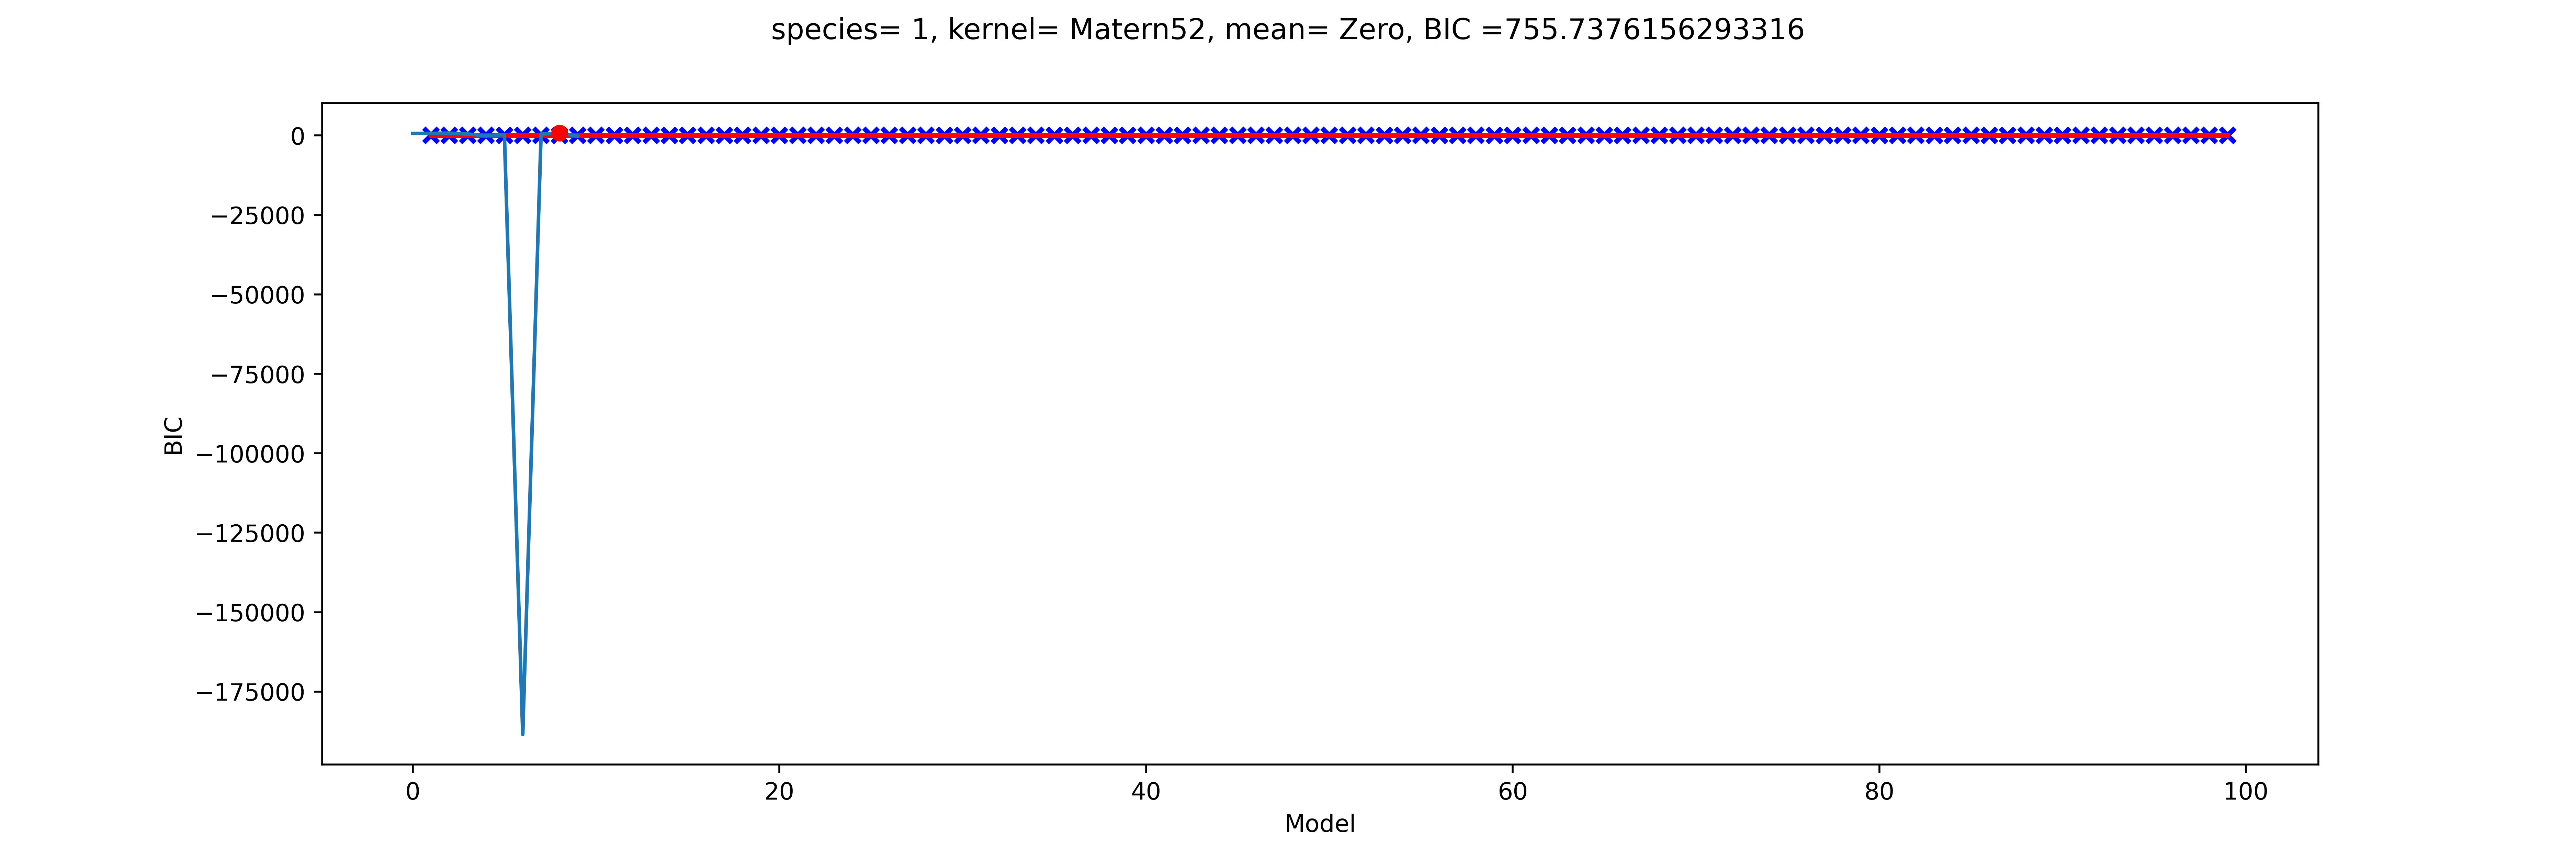 species= 1, kernel= Matern52, mean= Zero, BIC =755.7376156293316
0
−25000
−50000
−75000
−100000
−125000
−150000
−175000
BIC
0 20 40 60 80 100
Model